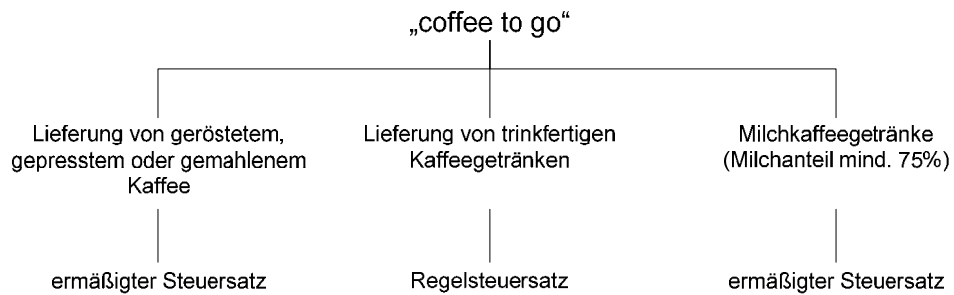 „coffee to go“
Lieferung von geröstetem,
gepresstem oder gemahlenem
Kaffee
Lieferung von trinkfertigen
Kaffeegetränken
Milchkaffeegetränke
(Milchanteil mind. 75%)
ermäßigter Steuersatz
Regelsteuersatz
ermäßigter Steuersatz